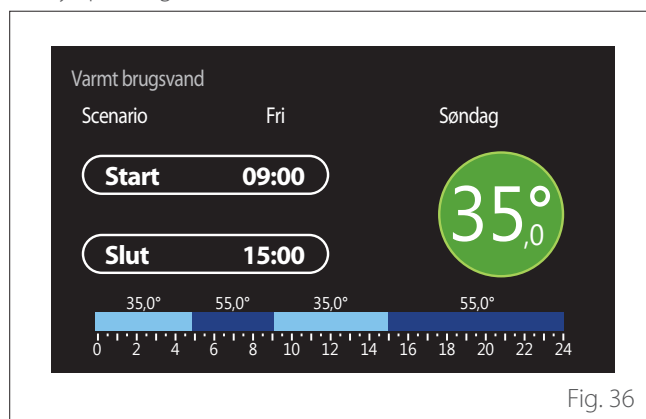 Varmt brugsvand
Scenario Fri Søndag
Start 09:00
35,0°
Slut 15:00
35,0° 55,0° 35,0° 55,0°
0 2 4 6 8 10 12 14 16 18 20 22 24
Fig. 36